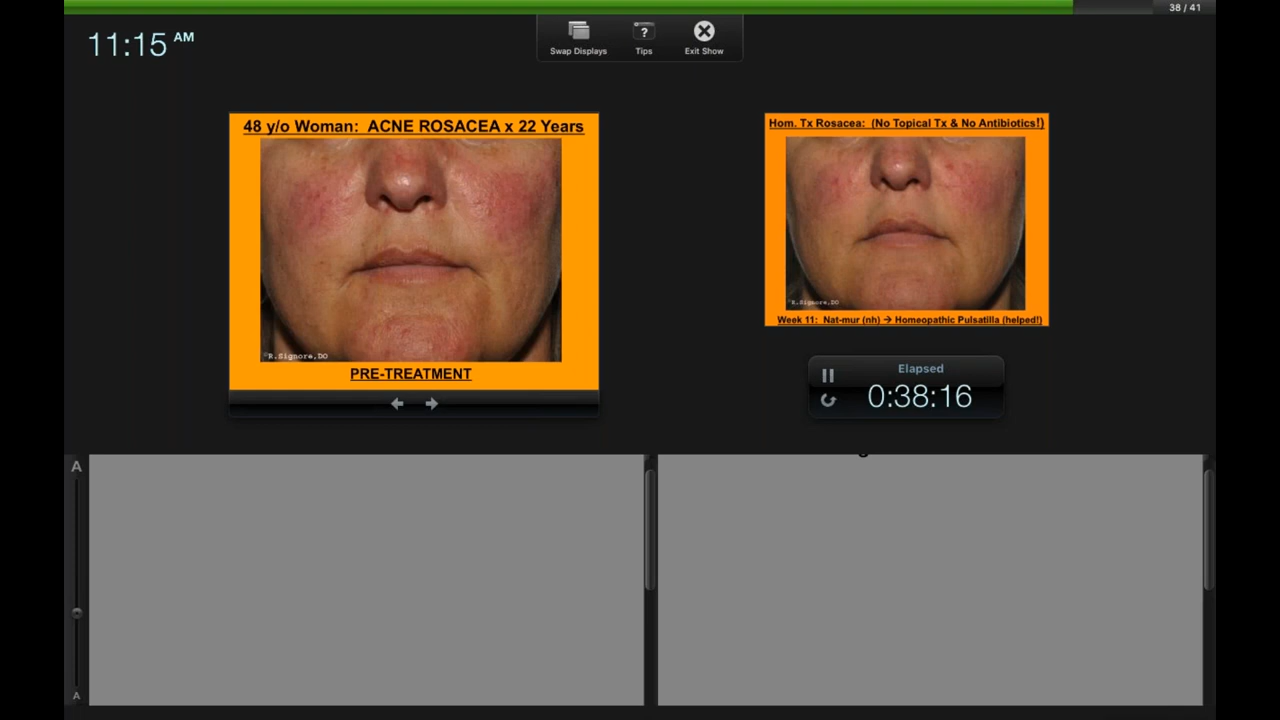 38 / 41
11:15 AM
Swap Displays
Tips
Exit Show
48 y/o Woman: ACNE ROSACEA x 22 Years
©R.Signore,DO
PRE-TREATMENT
Hom. Tx Rosacea: (No Topical Tx & No Antibiotics!)
©R.Signore,DO
Week 11: Nat-mur (nh) → Homeopathic Pulsatilla (helped!)
Elapsed
0:38:16
A
A